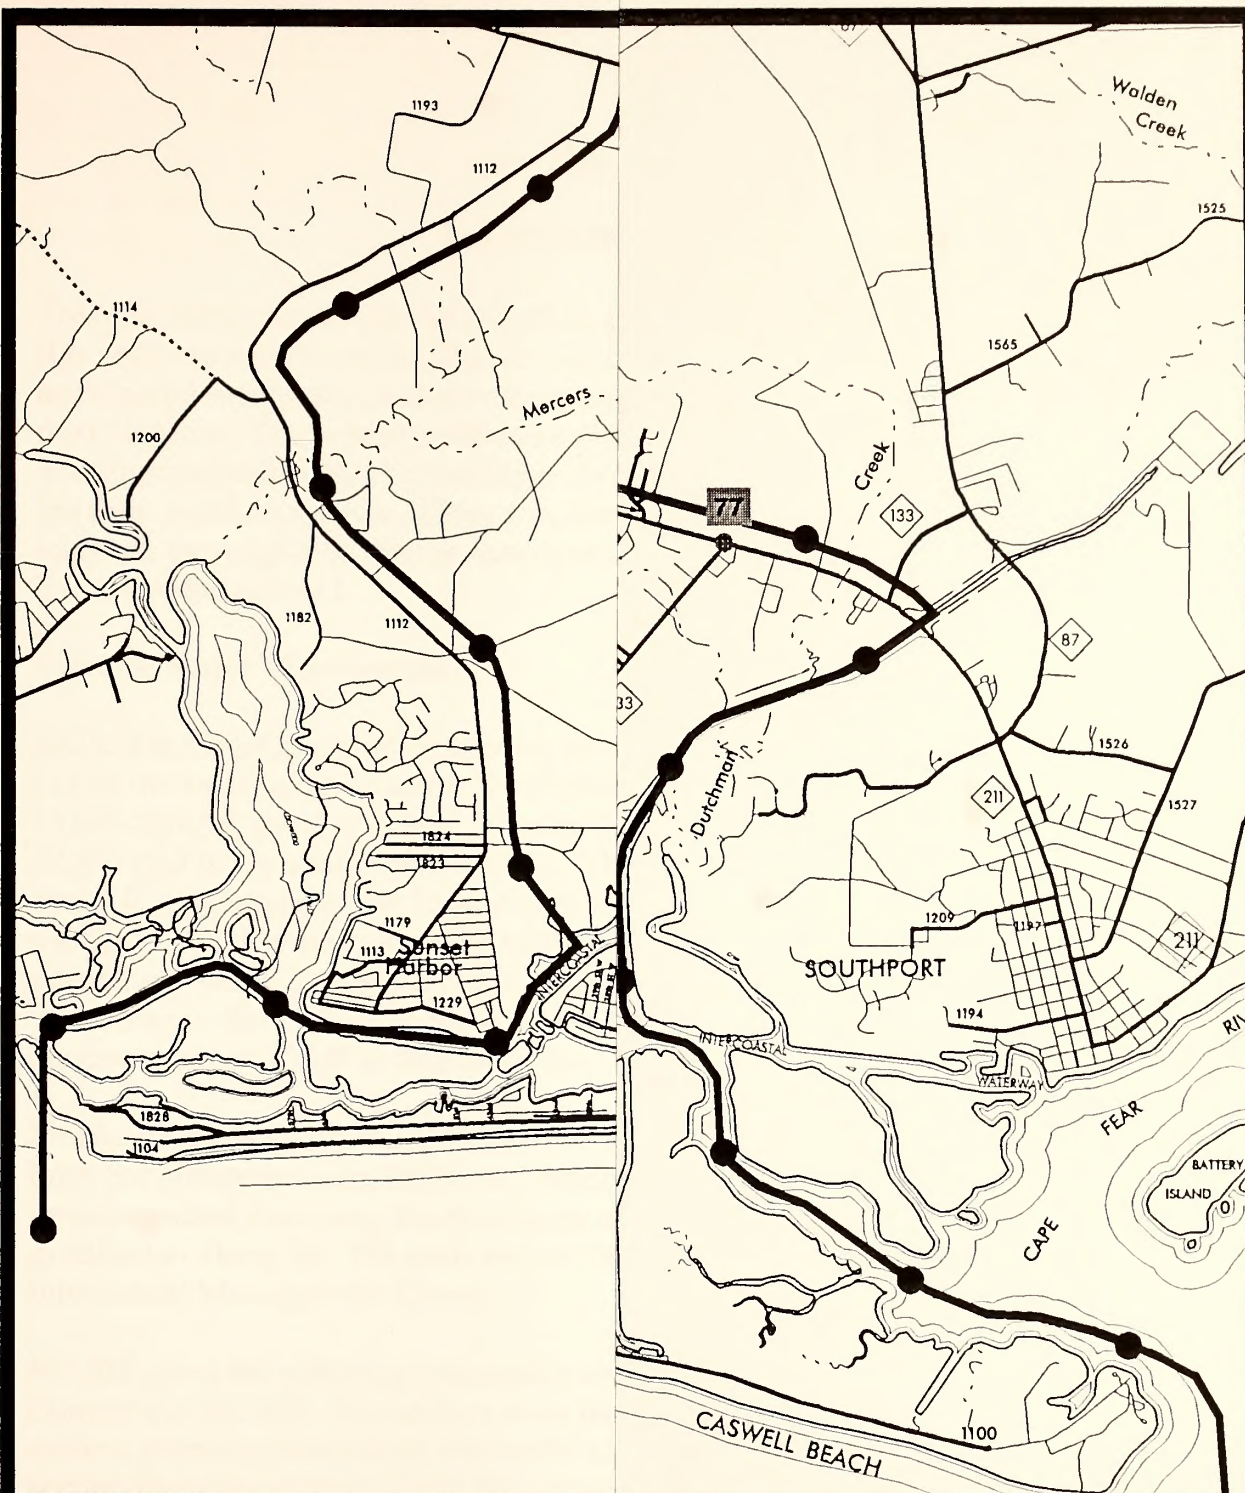 1193
1112
1114
1200
Mercers
1182
1112
1824
1823
1179
1113
Sunset
Harbor
1229
INTERCOASTAL
1828
1104
Walden
Creek
1525
1565
Creek
77
133
87
33
Dutchman
1526
211
1527
1209
1197
211
SOUTHPORT
1194
INTERCOASTAL
WATERWAY
FEAR
CAPE
BATTERY
ISLAND
1100
CASWELL BEACH